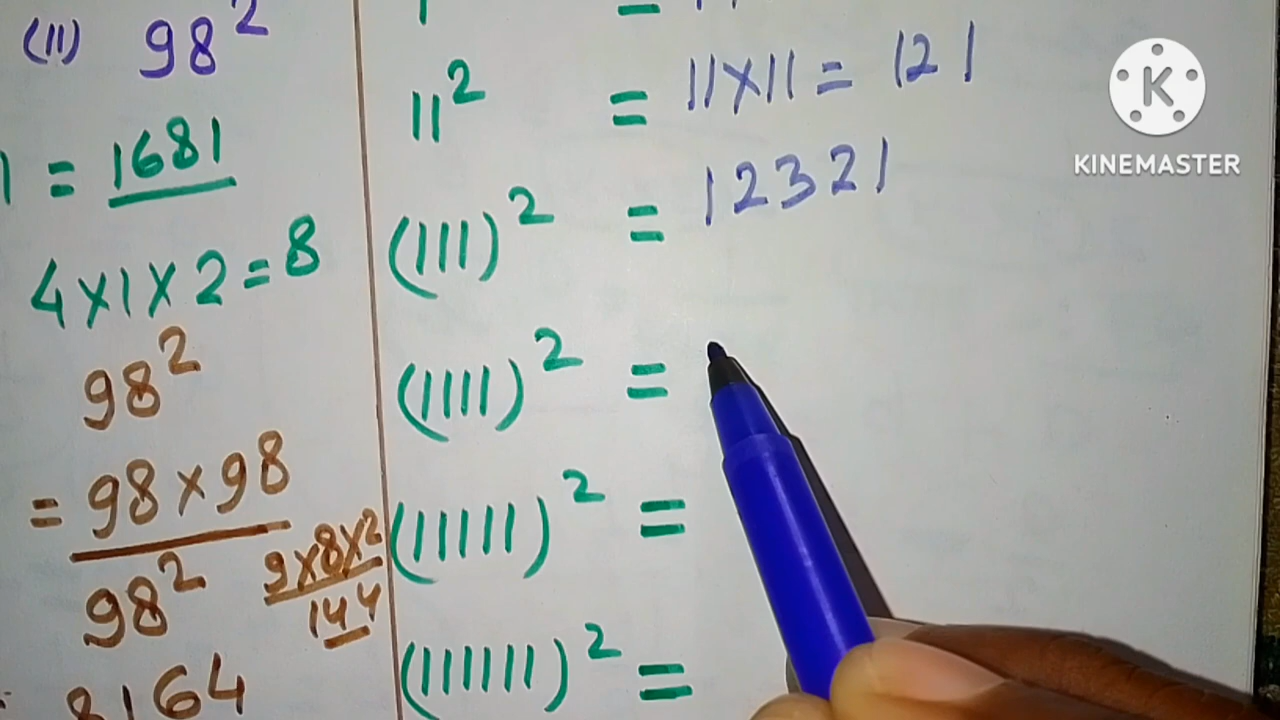 (II) 98²
1 = 1681
4×1×2=8
98²
= 98×98
98²
9×8×2
144
8164
11² = 11×11 = 121
(111)² = 12321
(1111)² =
(11111)² =
(111111)² =
K
KINEMASTER